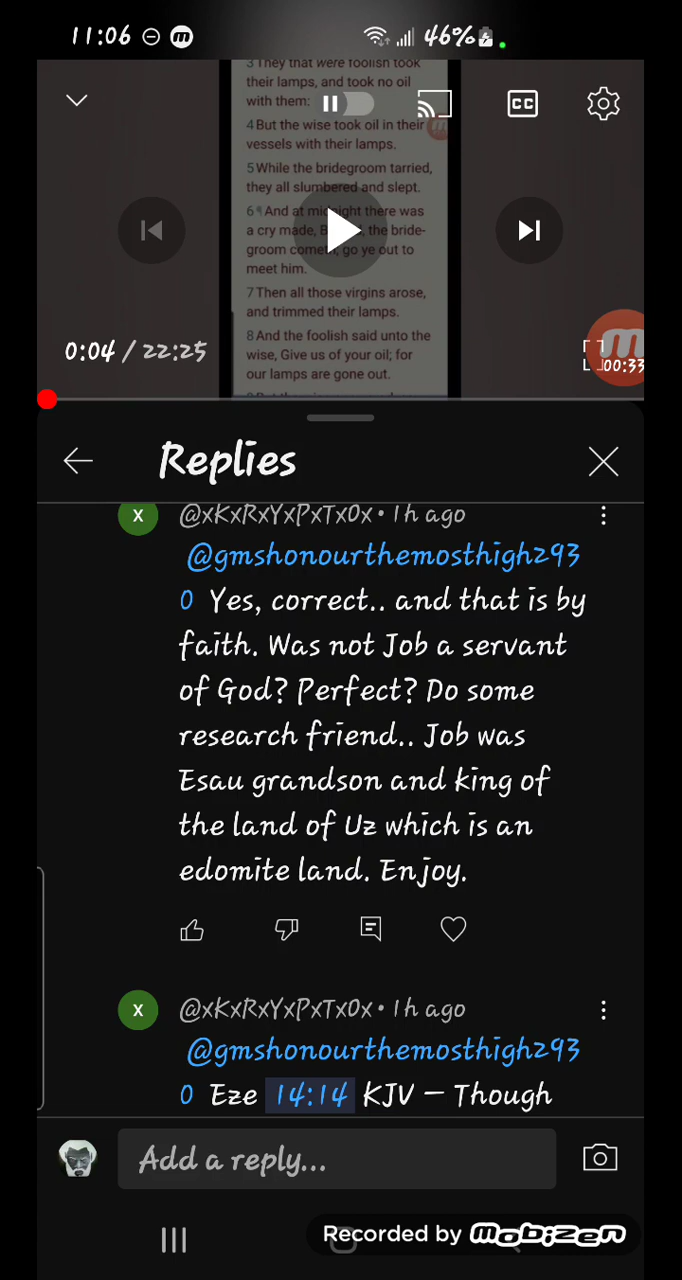 11:06
46%
3 They that were foolish took
their lamps, and took no oil
with them:
CC
4 But the wise took oil in their
vessels with their lamps.
5 While the bridegroom tarried,
they all slumbered and slept.
6 ¶ And at midnight there was
a cry made, the bride-
groom cometh, go ye out to
meet him.
7 Then all those virgins arose,
and trimmed their lamps.
8 And the foolish said unto the
wise, Give us of your oil; for
our lamps are gone out.
0:04 / 22:25
00:33
Replies
X
@xKxRxYxPxTx0x • 1h ago
@gmshonourthemosthigh293
0 Yes, correct.. and that is by
faith. Was not Job a servant
of God? Perfect? Do some
research friend.. Job was
Esau grandson and king of
the land of Uz which is an
edomite land. Enjoy.
X
@xKxRxYxPxTx0x • 1h ago
@gmshonourthemosthigh293
0 Eze 14:14 KJV — Though
Add a reply...
Recorded by mobizen